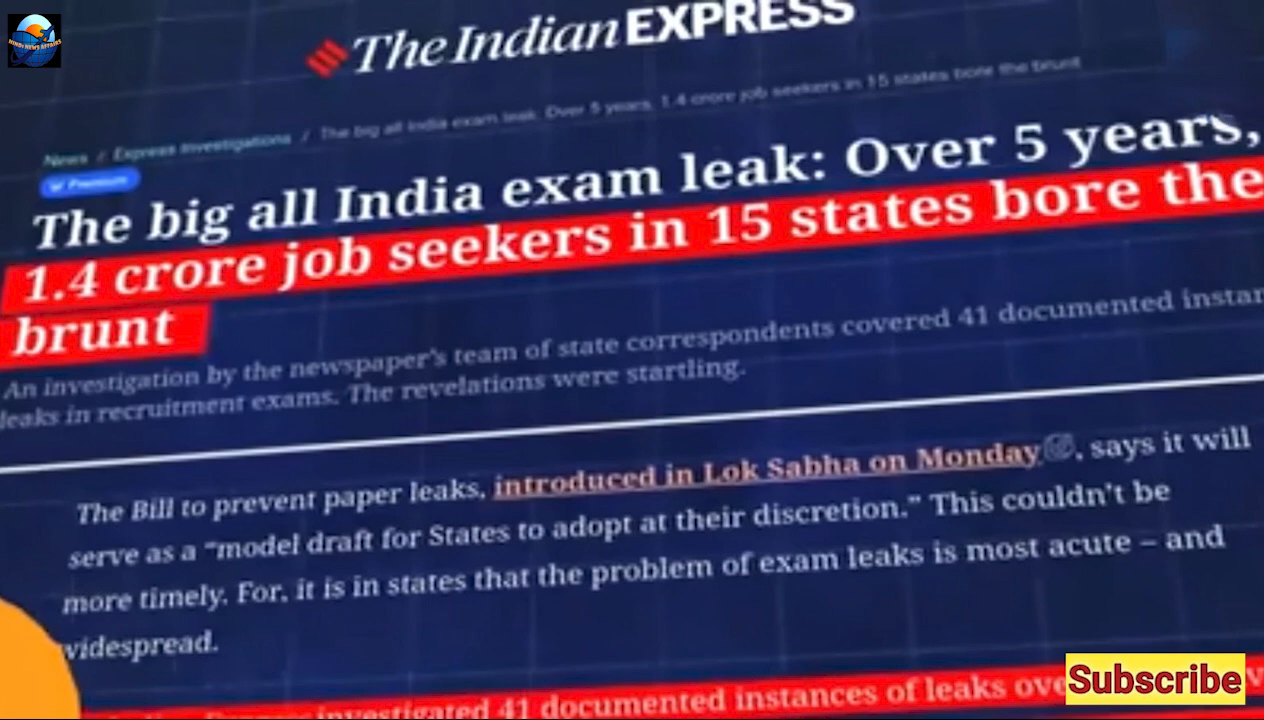 HINDI NEWS AFFAIRS
The Indian EXPRESS
News / Express Investigations / The big all India exam leak: Over 5 years, 1.4 crore job seekers in 15 states bore the brunt
Premium
The big all India exam leak: Over 5 years,
1.4 crore job seekers in 15 states bore the
brunt
An investigation by the newspaper's team of state correspondents covered 41 documented instan
leaks in recruitment exams. The revelations were startling.
The Bill to prevent paper leaks, introduced in Lok Sabha on Monday, says it will
serve as a “model draft for States to adopt at their discretion.” This couldn't be
more timely. For, it is in states that the problem of exam leaks is most acute – and
widespread.
Express investigated 41 documented instances of leaks ove
Subscribe